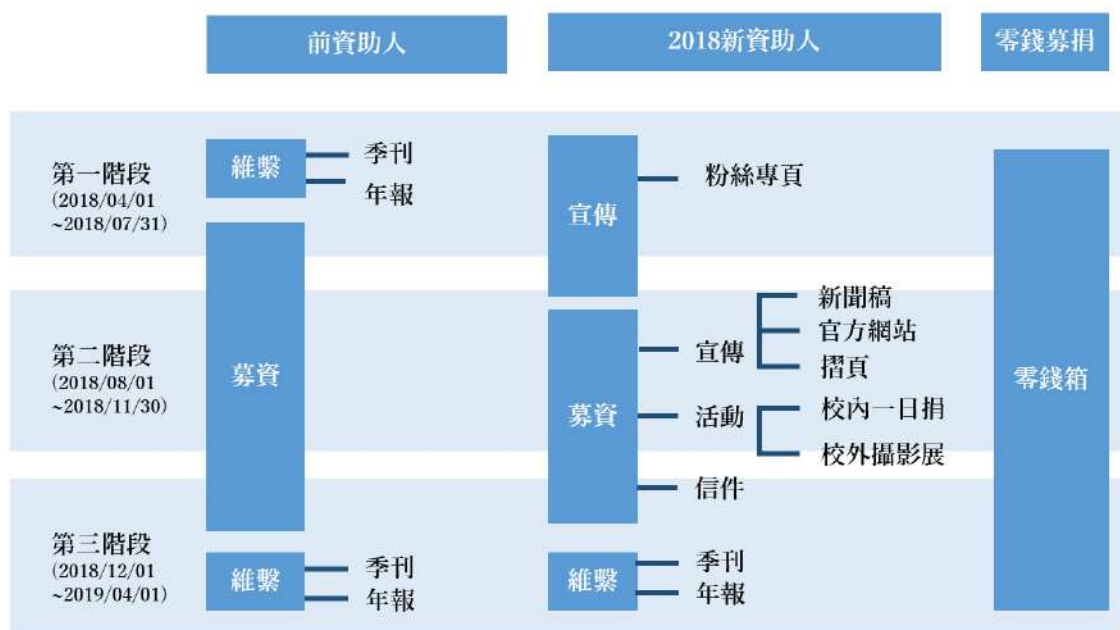 前資助人
2018新資助人
零錢募捐
第一階段
(2018/04/01
~2018/07/31)
維繫
季刊
年報
宣傳
粉絲專頁
第二階段
(2018/08/01
~2018/11/30)
募資
募資
宣傳
新聞稿
官方網站
摺頁
活動
校內一日捐
校外攝影展
信件
零錢箱
第三階段
(2018/12/01
~2019/04/01)
維繫
季刊
年報
維繫
季刊
年報